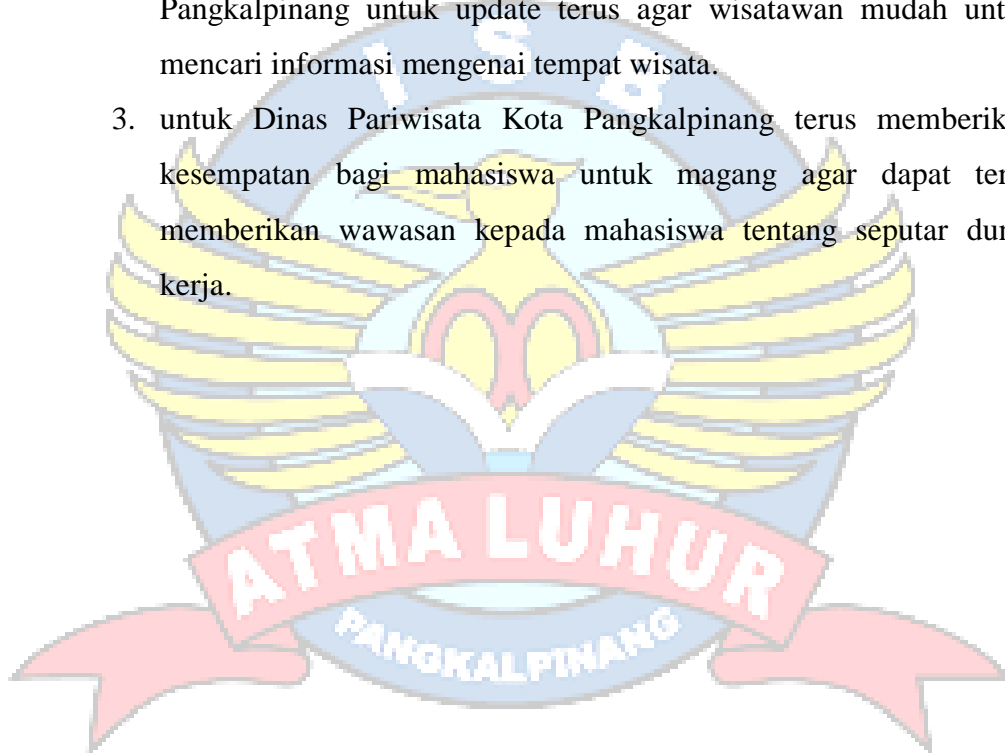 Pangkalpinang untuk update terus agar wisatawan mudah unt
mencari informasi mengenai tempat wisata.
3. untuk Dinas Pariwisata Kota Pangkalpinang terus memberik
kesempatan bagi mahasiswa untuk magang agar dapat ter
memberikan wawasan kepada mahasiswa tentang seputar dun
kerja.
I S B
ATMA LUHUR
PANGKALPINANG